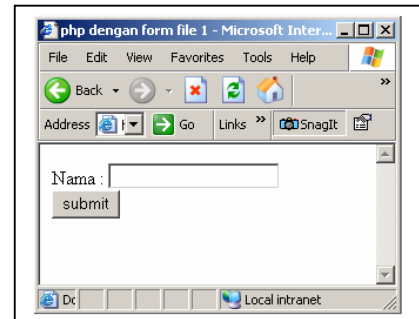 php dengan form file 1 - Microsoft Inter...
File Edit View Favorites Tools Help
Back »
Address Go Links » SnagIt
Nama :
submit
Local intranet